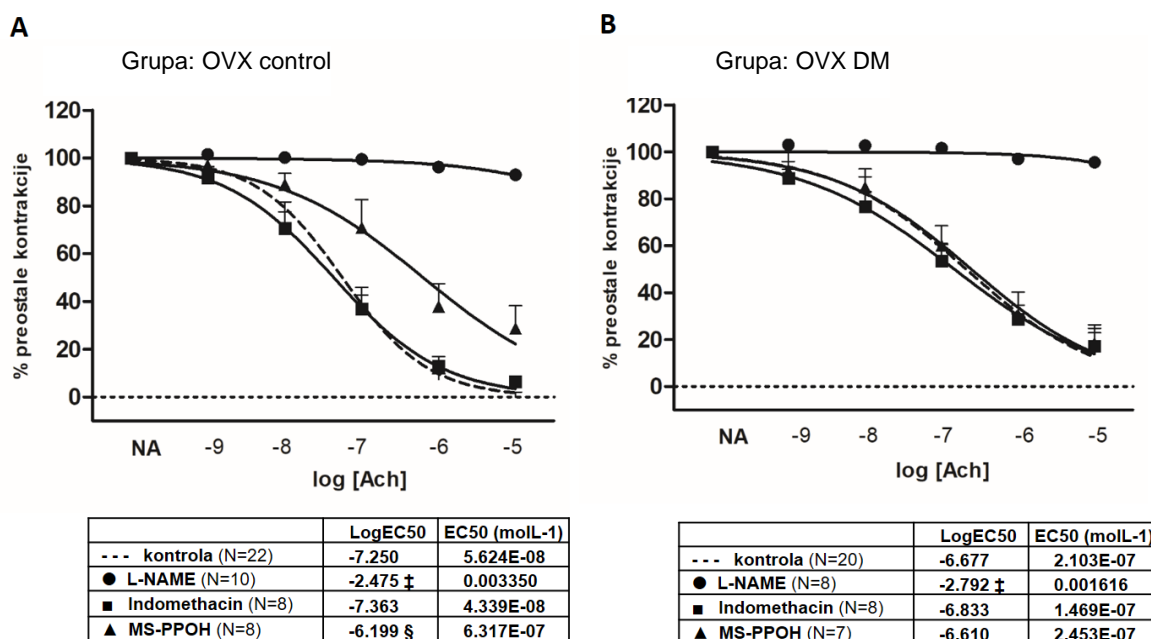 A
Grupa: OVX control
120
100
80
60
40
20
0
% preostale kontrakcije
NA -9 -8 -7 -6 -5
log [Ach]
LogEC50 EC50 (molL-1)
--- kontrola (N=22) -7.250 5.624E-08
● L-NAME (N=10) -2.475 ‡ 0.003350
■ Indomethacin (N=8) -7.363 4.339E-08
▲ MS-PPOH (N=8) -6.199 § 6.317E-07
B
Grupa: OVX DM
120
100
80
60
40
20
0
% preostale kontrakcije
NA -9 -8 -7 -6 -5
log [Ach]
LogEC50 EC50 (molL-1)
--- kontrola (N=20) -6.677 2.103E-07
● L-NAME (N=8) -2.792 ‡ 0.001616
■ Indomethacin (N=8) -6.833 1.469E-07
▲ MS-PPOH (N=7) -6.610 2.453E-07